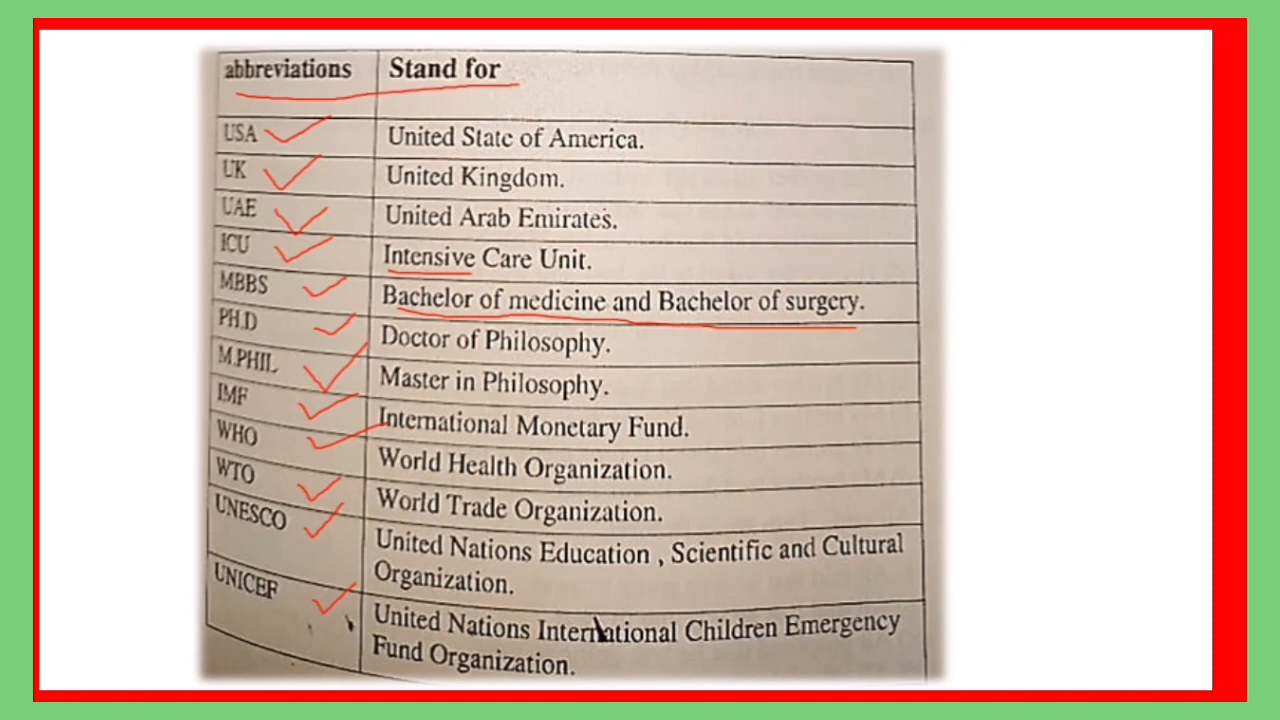 abbreviations Stand for
USA United State of America.
UK United Kingdom.
UAE United Arab Emirates.
ICU Intensive Care Unit.
MBBS Bachelor of medicine and Bachelor of surgery.
PH.D Doctor of Philosophy.
M.PHIL Master in Philosophy.
IMF International Monetary Fund.
WHO World Health Organization.
WTO World Trade Organization.
UNESCO United Nations Education , Scientific and Cultural
Organization.
UNICEF United Nations International Children Emergency
Fund Organization.